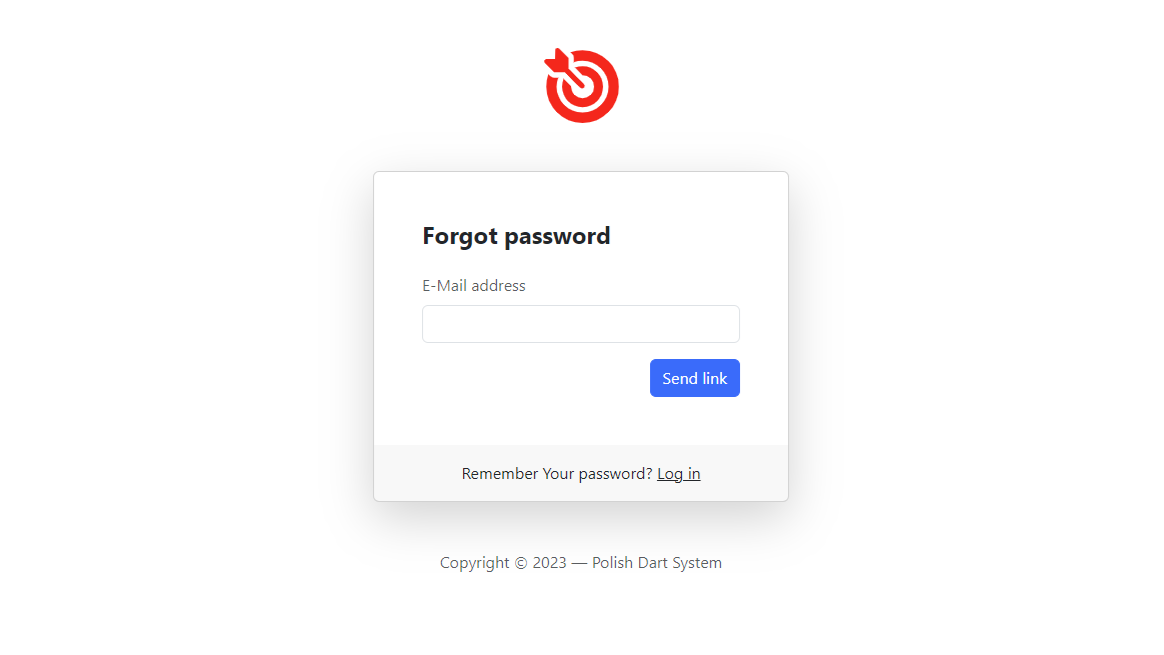 Forgot password
E-Mail address
Send link
Remember Your password? Log in
Copyright © 2023 — Polish Dart System